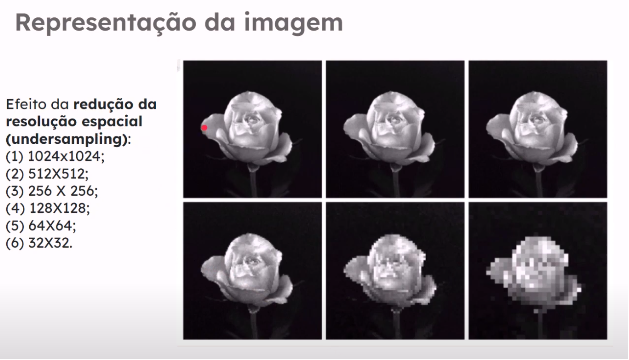 Representação da imagem
Efeito da redução da
resolução espacial
(undersampling):
(1) 1024x1024;
(2) 512X512;
(3) 256 X 256;
(4) 128X128;
(5) 64X64;
(6) 32X32.